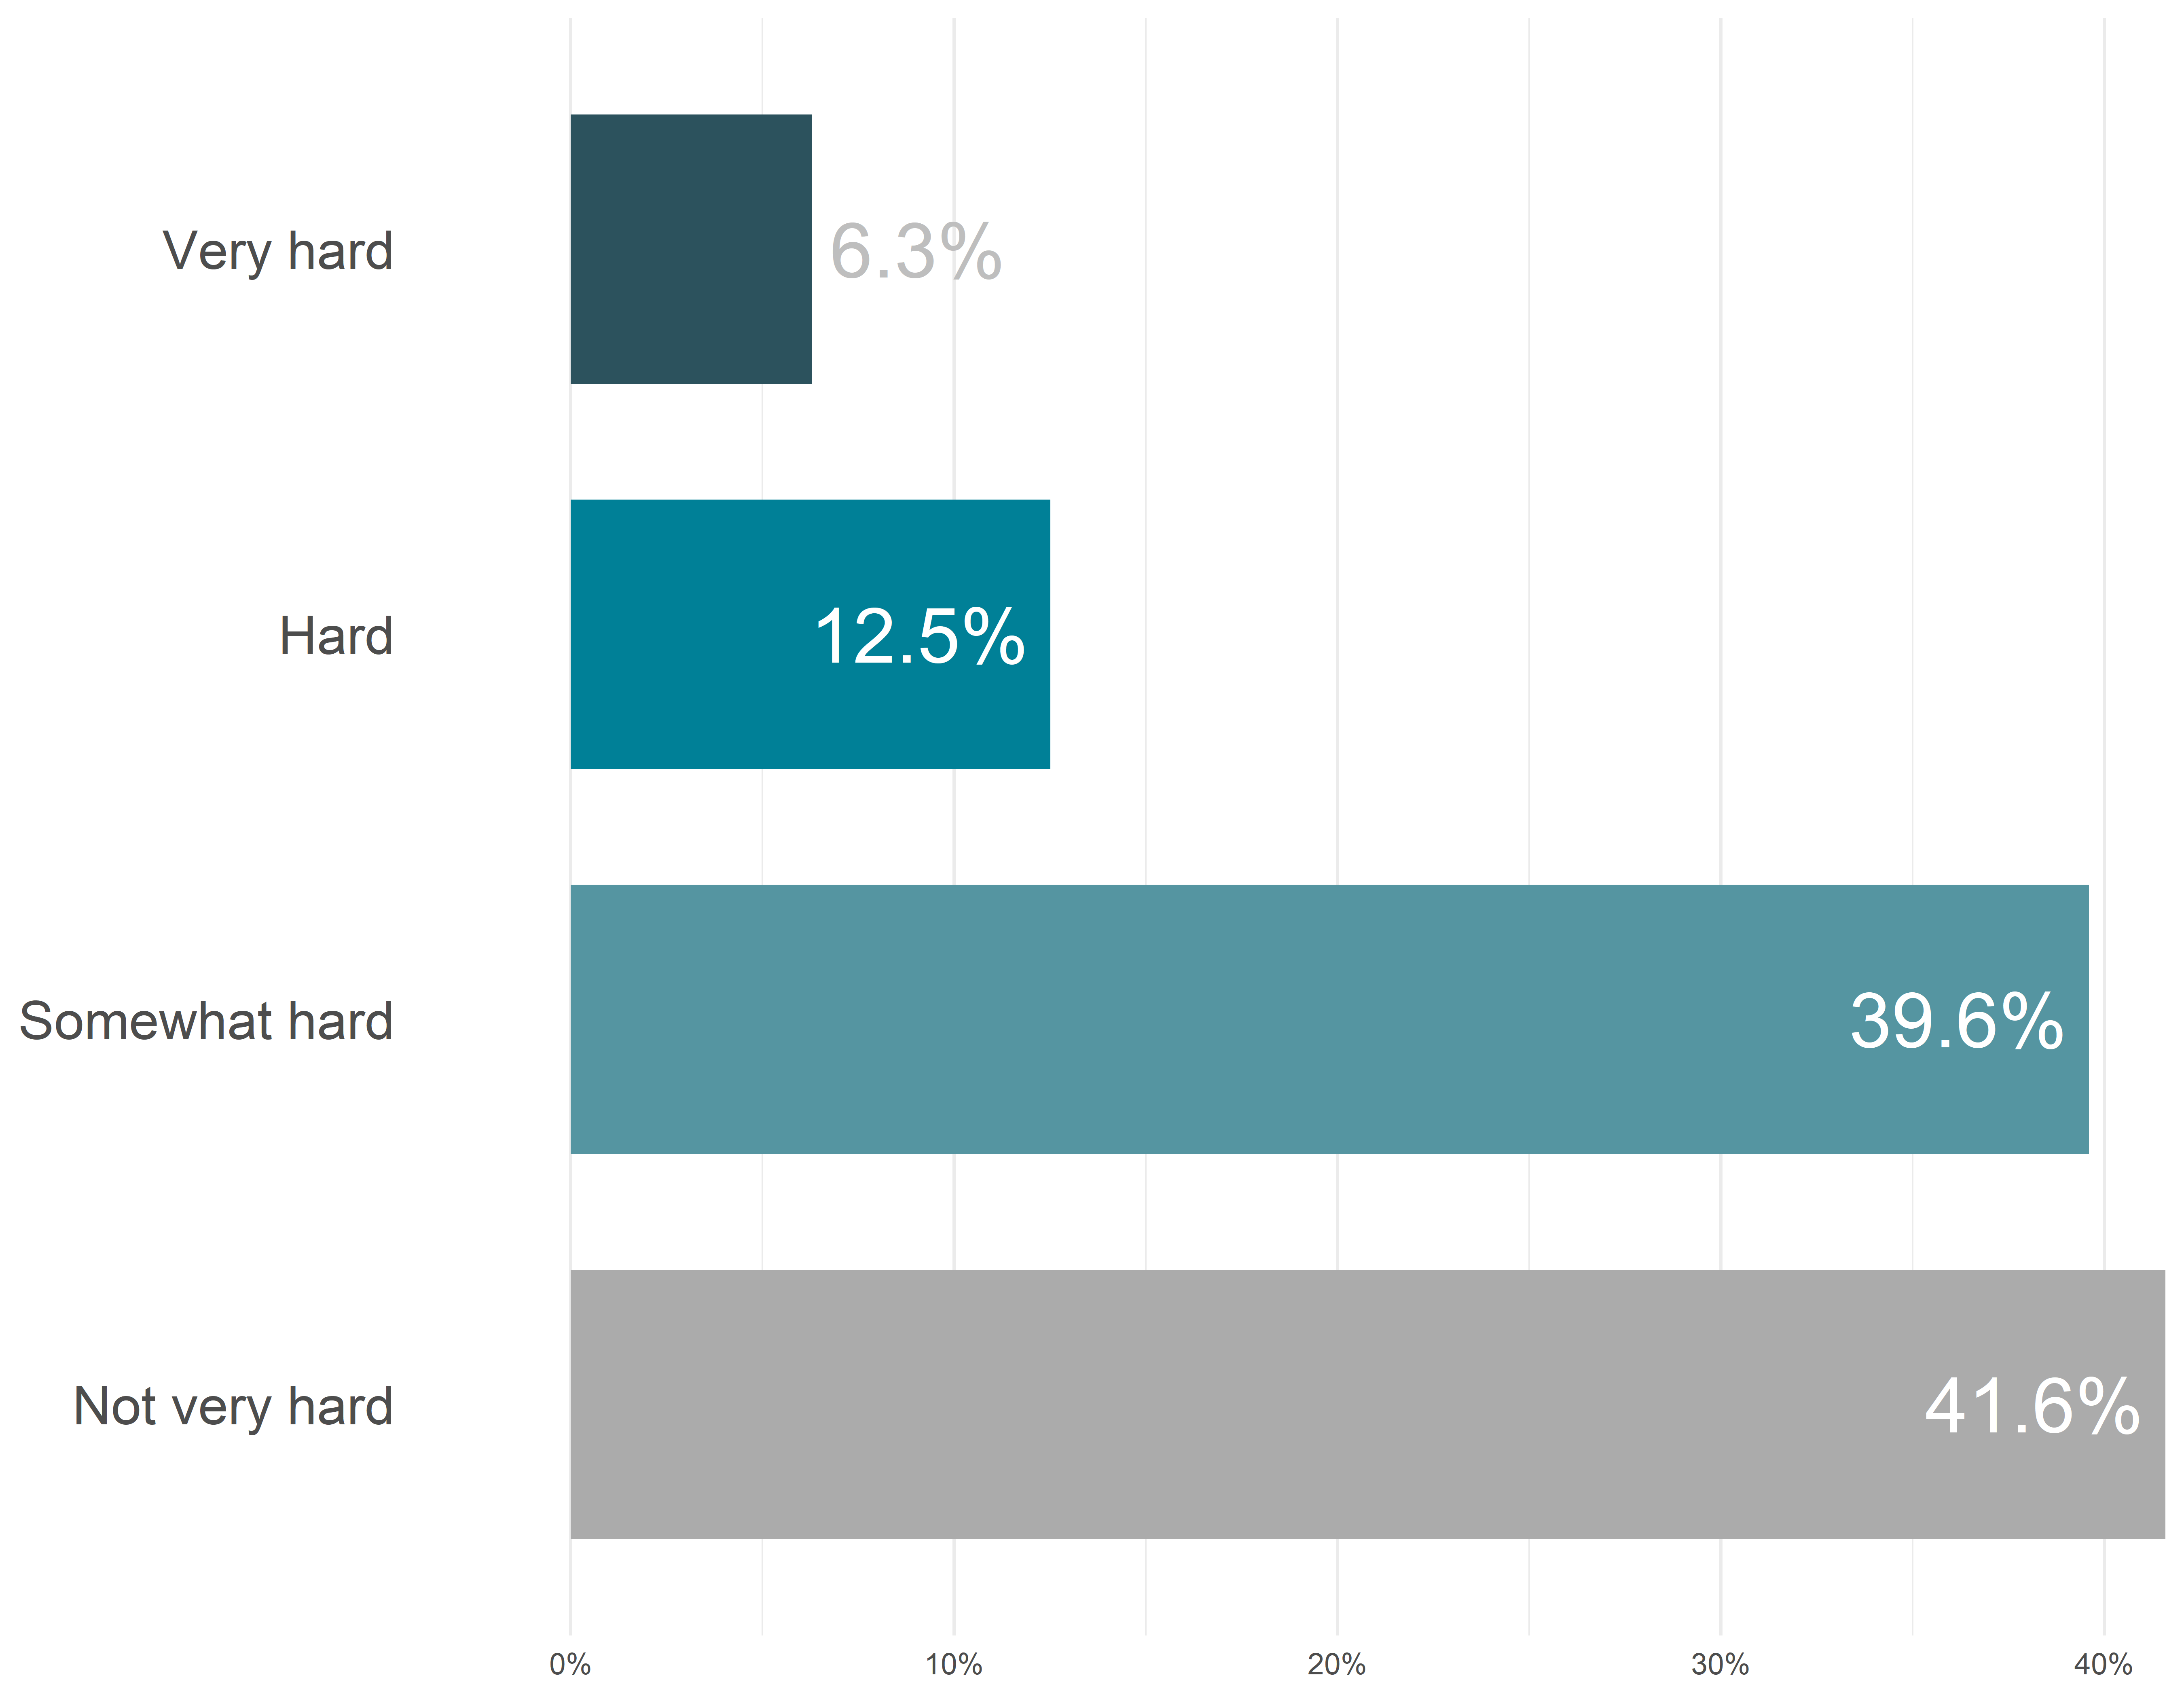 Very hard
6.3%
Hard
12.5%
Somewhat hard
39.6%
Not very hard
41.6%
0% 10% 20% 30% 40%